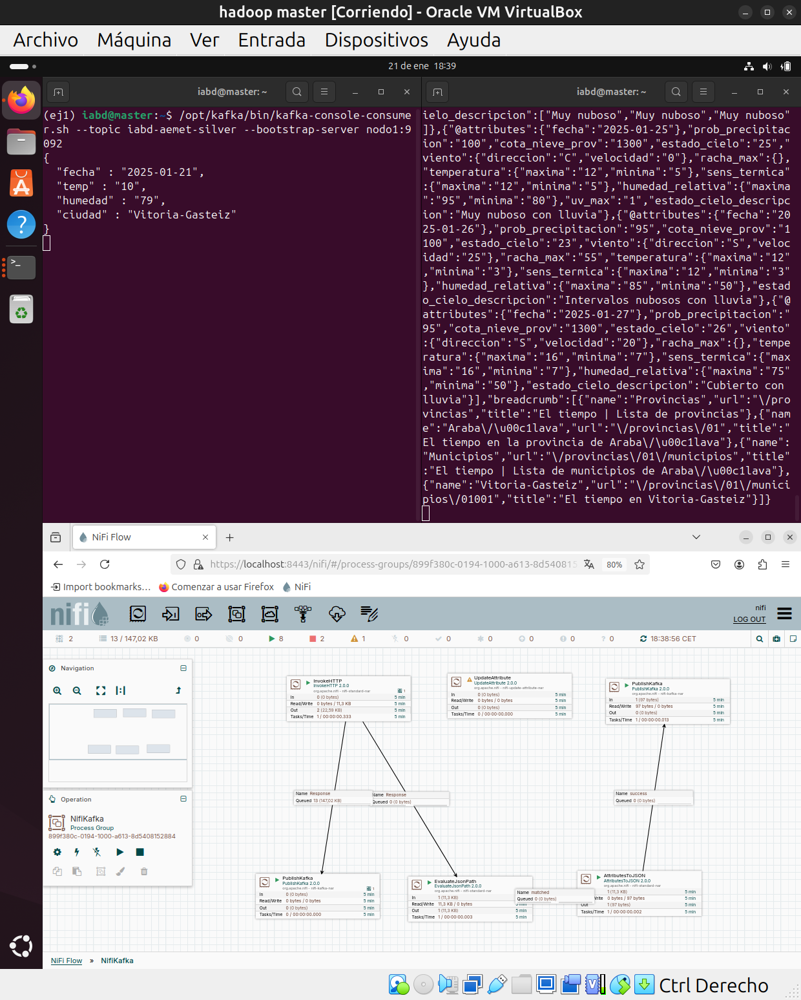 hadoop master [Corriendo] - Oracle VM VirtualBox
Archivo Máquina Ver Entrada Dispositivos Ayuda
21 de ene 18:39
iabd@master: ~
(ej1) iabd@master:~$ /opt/kafka/bin/kafka-console-consume
r.sh --topic iabd-aemet-silver --bootstrap-server nodo1:9
092
{
"fecha" : "2025-01-21",
"temp" : "10",
"humedad" : "79",
"ciudad" : "Vitoria-Gasteiz"
}
iabd@master: ~
ielo_descripcion":["Muy nuboso","Muy nuboso","Muy nuboso"
]},{"@attributes":{"fecha":"2025-01-25"},"prob_precipitac
ion":"100","cota_nieve_prov":"1300","estado_cielo":"25","
viento":{"direccion":"C","velocidad":"0"},"racha_max":{},
"temperatura":{"maxima":"12","minima":"5"},"sens_termica"
:{"maxima":"12","minima":"5"},"humedad_relativa":{"maxima
":"95","minima":"80"},"uv_max":"1","estado_cielo_descripc
ion":"Muy nuboso con lluvia"},{"@attributes":{"fecha":"20
25-01-26"},"prob_precipitacion":"95","cota_nieve_prov":"1
100","estado_cielo":"23","viento":{"direccion":"S","veloc
idad":"25"},"racha_max":"55","temperatura":{"maxima":"12"
,"minima":"3"},"sens_termica":{"maxima":"12","minima":"3"
},"humedad_relativa":{"maxima":"85","minima":"50"},"estad
o_cielo_descripcion":"Intervalos nubosos con lluvia"},{"@
attributes":{"fecha":"2025-01-27"},"prob_precipitacion":"
95","cota_nieve_prov":"1300","estado_cielo":"26","viento"
:{"direccion":"S","velocidad":"20"},"racha_max":{},"tempe
ratura":{"maxima":"16","minima":"7"},"sens_termica":{"max
ima":"16","minima":"7"},"humedad_relativa":{"maxima":"75"
,"minima":"50"},"estado_cielo_descripcion":"Cubierto con
lluvia"}],"breadcrumb":[{"name":"Provincias","url":"\/pro
vincias","title":"El tiempo | Lista de provincias"},{"nam
e":"Araba\/\u00c1lava","url":"\/provincias\/01","title":"
El tiempo en la provincia de Araba\/\u00c1lava"},{"name":
"Municipios","url":"\/provincias\/01\/municipios","title"
:"El tiempo | Lista de municipios de Araba\/\u00c1lava"},
{"name":"Vitoria-Gasteiz","url":"\/provincias\/01\/munici
pios\/01001","title":"El tiempo en Vitoria-Gasteiz"}]}
NiFi Flow
https://localhost:8443/nifi/#/process-groups/899f380c-0194-1000-a613-8d540815
80%
Import bookmarks... Comenzar a usar Firefox NiFi
nifi
nifi
LOG OUT
2 13 / 147,02 KB 0 0 8 2 1 0 0 0 0 0 0 18:38:56 CET
Navigation
Operation
NifiKafka
Process Group
899f380c-0194-1000-a613-8d5408152884
InvokeHTTP
InvokeHTTP 2.0.0
org.apache.nifi - nifi-standard-nar
1
In 0 (0 bytes) 5 min
Read/Write 0 bytes / 11,3 KB 5 min
Out 2 (22,59 KB) 5 min
Tasks/Time 1 / 00:00:00.333 5 min
UpdateAttribute
UpdateAttribute 2.0.0
org.apache.nifi - nifi-update-attribute-nar
In 0 (0 bytes) 5 min
Read/Write 0 bytes / 0 bytes 5 min
Out 0 (0 bytes) 5 min
Tasks/Time 0 / 00:00:00.000 5 min
PublishKafka
PublishKafka 2.0.0
org.apache.nifi - nifi-kafka-nar
In 1 (97 bytes) 5 min
Read/Write 97 bytes / 0 bytes 5 min
Out 0 (0 bytes) 5 min
Tasks/Time 1 / 00:00:00.013 5 min
Name Response
Queued 13 (147,02 KB)
Name Response
Queued 0 (0 bytes)
Name success
Queued 0 (0 bytes)
PublishKafka
PublishKafka 2.0.0
org.apache.nifi - nifi-kafka-nar
1
In 0 (0 bytes) 5 min
Read/Write 0 bytes / 0 bytes 5 min
Out 0 (0 bytes) 5 min
Tasks/Time 0 / 00:00:00.000 5 min
EvaluateJsonPath
EvaluateJsonPath 2.0.0
org.apache.nifi - nifi-standard-nar
In 1 (11,3 KB)
Read/Write 11,3 KB / 0 bytes 5 min
Out 1 (11,3 KB) 5 min
Tasks/Time 1 / 00:00:00.003 5 min
Name matched
Queued 0 (0 bytes)
AttributesToJSON
AttributesToJSON 2.0.0
org.apache.nifi - nifi-standard-nar
1 (11,3 KB) 5 min
Write 0 bytes / 97 bytes 5 min
Out 1 (97 bytes) 5 min
Tasks/Time 1 / 00:00:00.002 5 min
NiFi Flow » NifiKafka
Ctrl Derecho